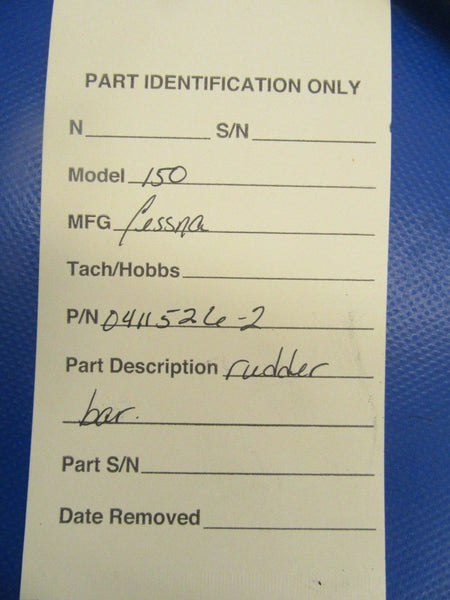 PART IDENTIFICATION ONLY
N S/N
Model 150
MFG Cessna
Tach/Hobbs
P/N 0411526-2
Part Description rudder
bar.
Part S/N
Date Removed